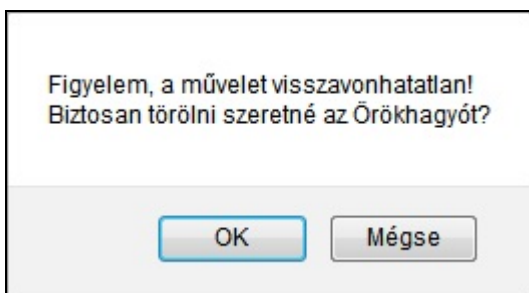 Figyelem, a művelet visszavonhatatlan!
Biztosan törölni szeretné az Örökhagyót?
OK
Mégse